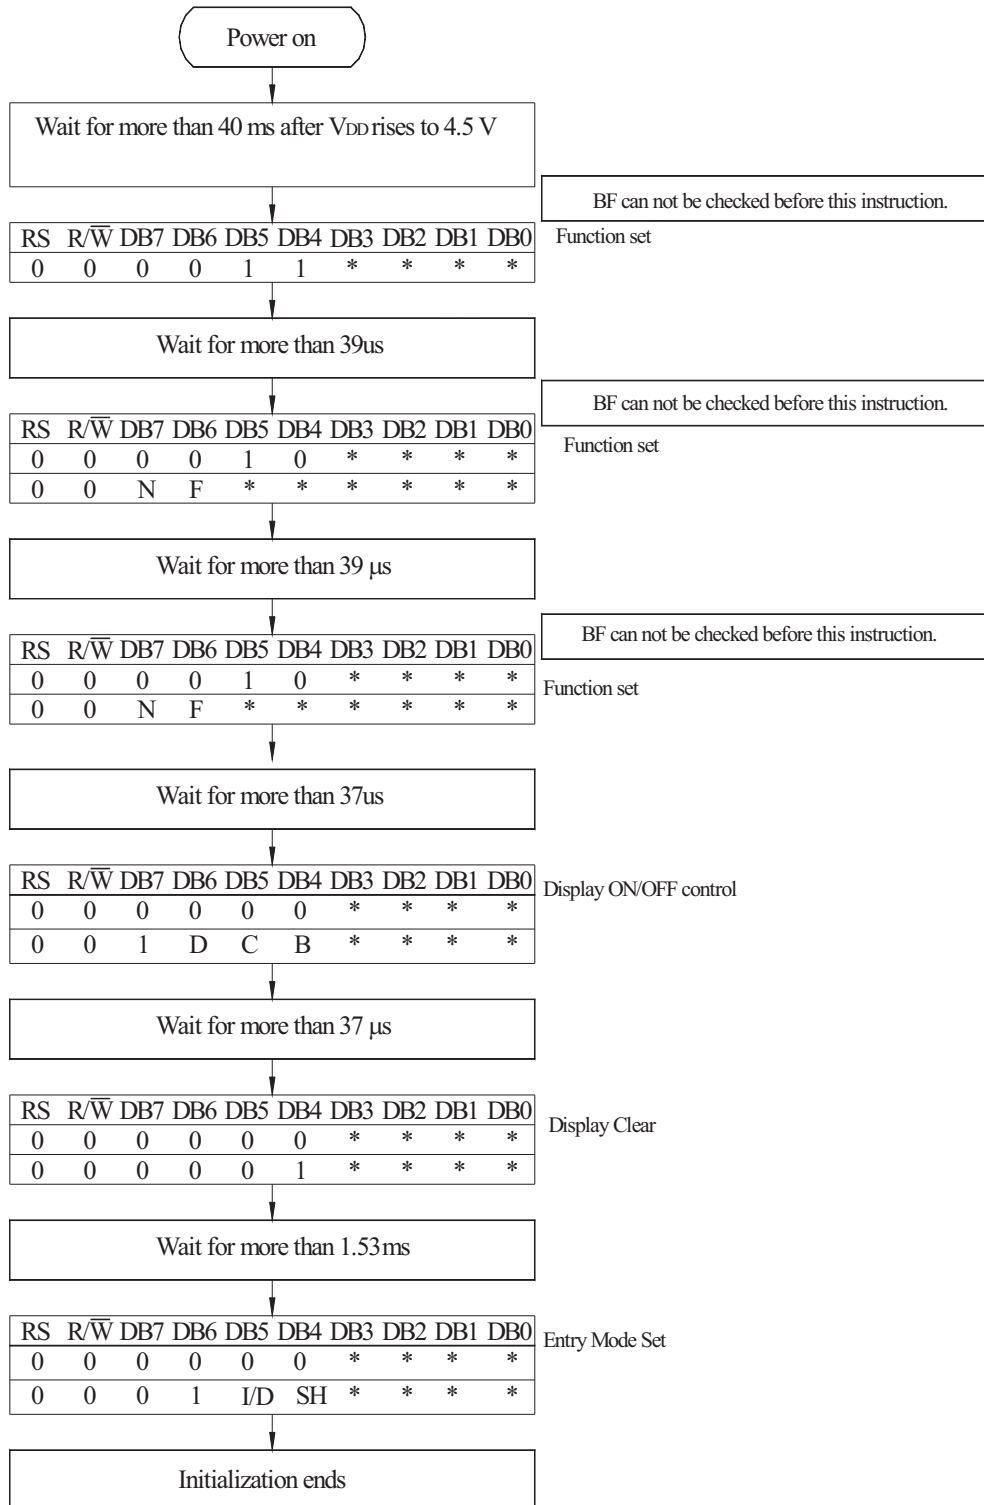 Power on
Wait for more than 40 ms after VDD rises to 4.5 V
BF can not be checked before this instruction.
RS R/W̅ DB7 DB6 DB5 DB4 DB3 DB2 DB1 DB0
Function set
0 0 0 0 1 1 * * * *
Wait for more than 39us
BF can not be checked before this instruction.
RS R/W̅ DB7 DB6 DB5 DB4 DB3 DB2 DB1 DB0
Function set
0 0 0 0 1 0 * * * *
0 0 N F * * * * * *
Wait for more than 39 μs
BF can not be checked before this instruction.
RS R/W̅ DB7 DB6 DB5 DB4 DB3 DB2 DB1 DB0
0 0 0 0 1 0 * * * *
Function set
0 0 N F * * * * * *
Wait for more than 37us
RS R/W̅ DB7 DB6 DB5 DB4 DB3 DB2 DB1 DB0
Display ON/OFF control
0 0 0 0 0 0 * * * *
0 0 1 D C B * * * *
Wait for more than 37 μs
RS R/W̅ DB7 DB6 DB5 DB4 DB3 DB2 DB1 DB0
Display Clear
0 0 0 0 0 0 * * * *
0 0 0 0 0 1 * * * *
Wait for more than 1.53ms
RS R/W̅ DB7 DB6 DB5 DB4 DB3 DB2 DB1 DB0
Entry Mode Set
0 0 0 0 0 0 * * * *
0 0 0 1 I/D SH * * * *
Initialization ends